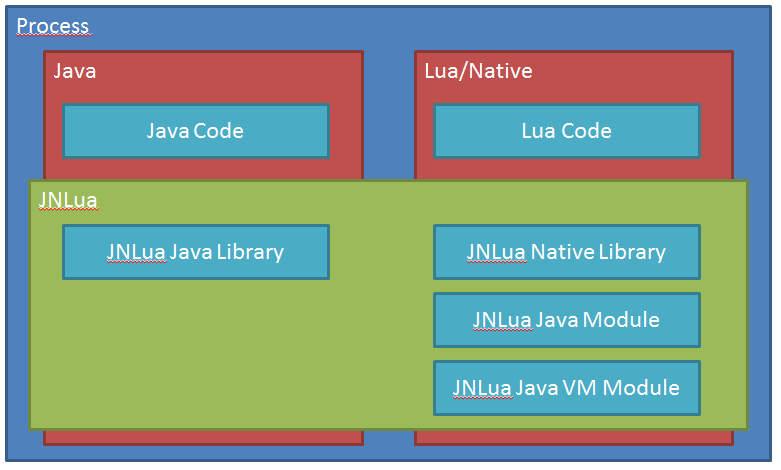 Process
Java
Lua/Native
Java Code
Lua Code
JNLua
JNLua Java Library
JNLua Native Library
JNLua Java Module
JNLua Java VM Module